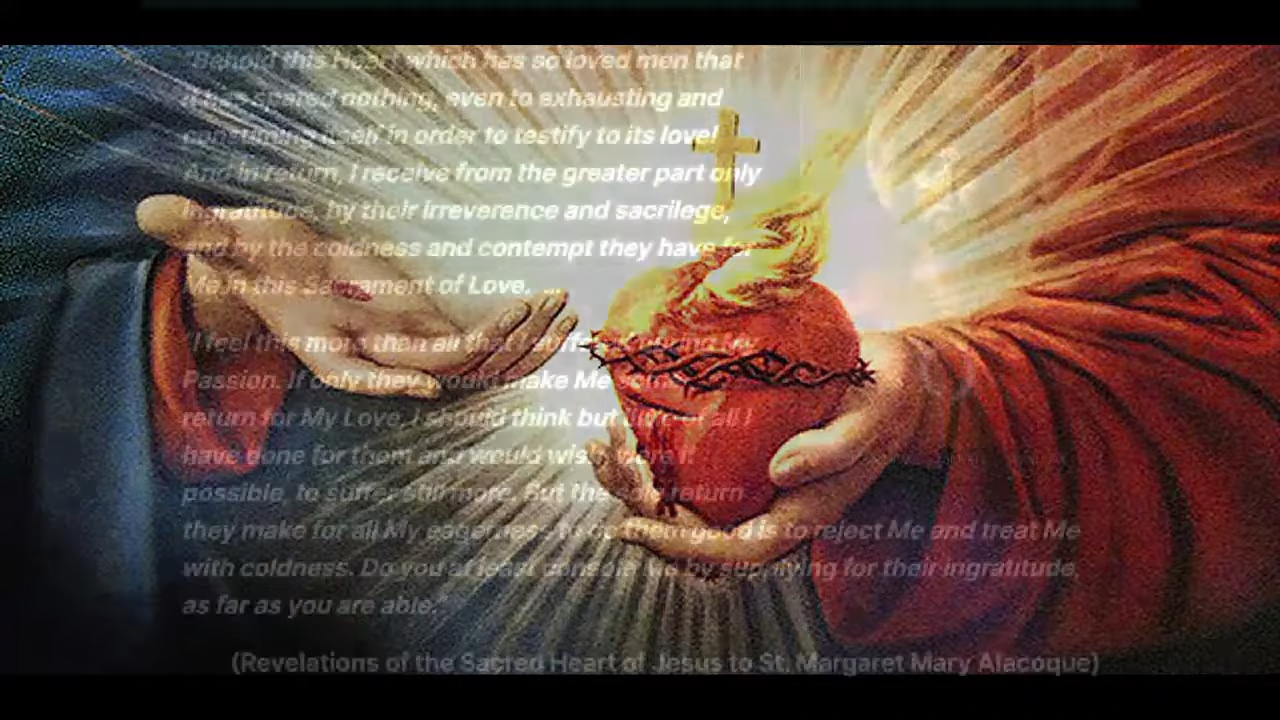 "Behold this Heart which has so loved men that
it has spared nothing, even to exhausting and
consuming itself in order to testify to its love!
And in return, I receive from the greater part only
ingratitude, by their irreverence and sacrilege,
and by the coldness and contempt they have for
Me in this Sacrament of Love. ...
"I feel this more than all that I suffered during My
Passion. If only they would make Me some
return for My Love, I should think but little of all I
have done for them and would wish, were it
possible, to suffer still more. But the sole return
they make for all My eagerness to do them good is to reject Me and treat Me
with coldness. Do you at least console Me by supplying for their ingratitude,
as far as you are able."
(Revelations of the Sacred Heart of Jesus to St. Margaret Mary Alacoque)